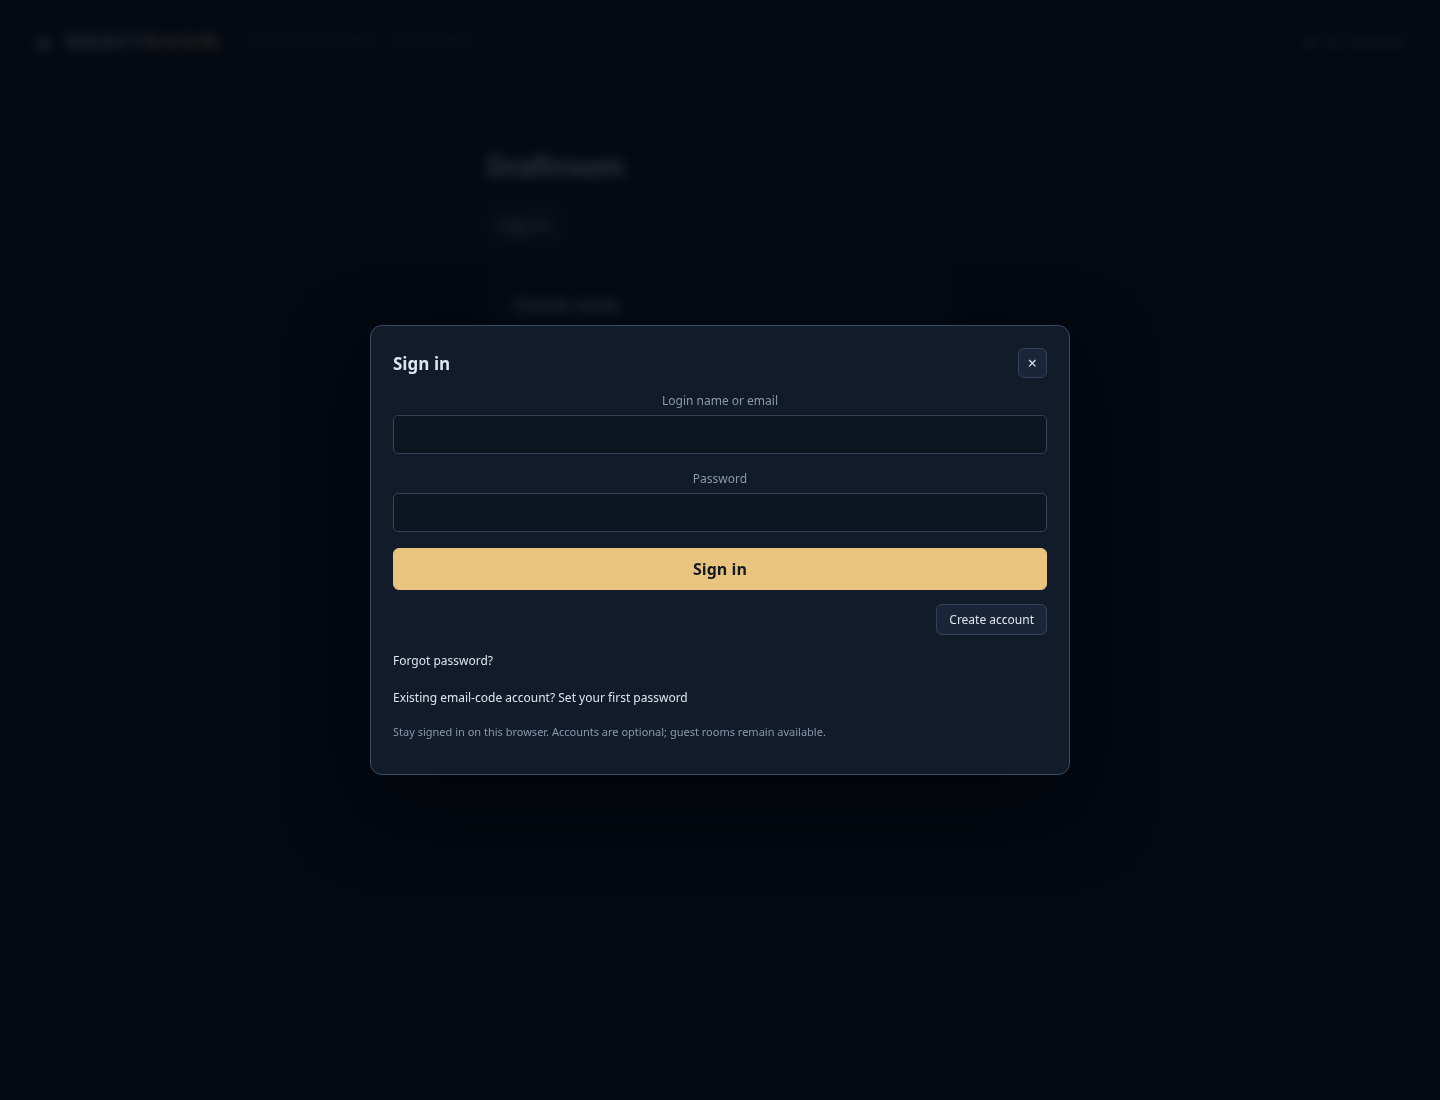 Draftroom
Sign in
×
Login name or email
Password
Sign in
Create account
Forgot password?
Existing email-code account? Set your first password
Stay signed in on this browser. Accounts are optional; guest rooms remain available.